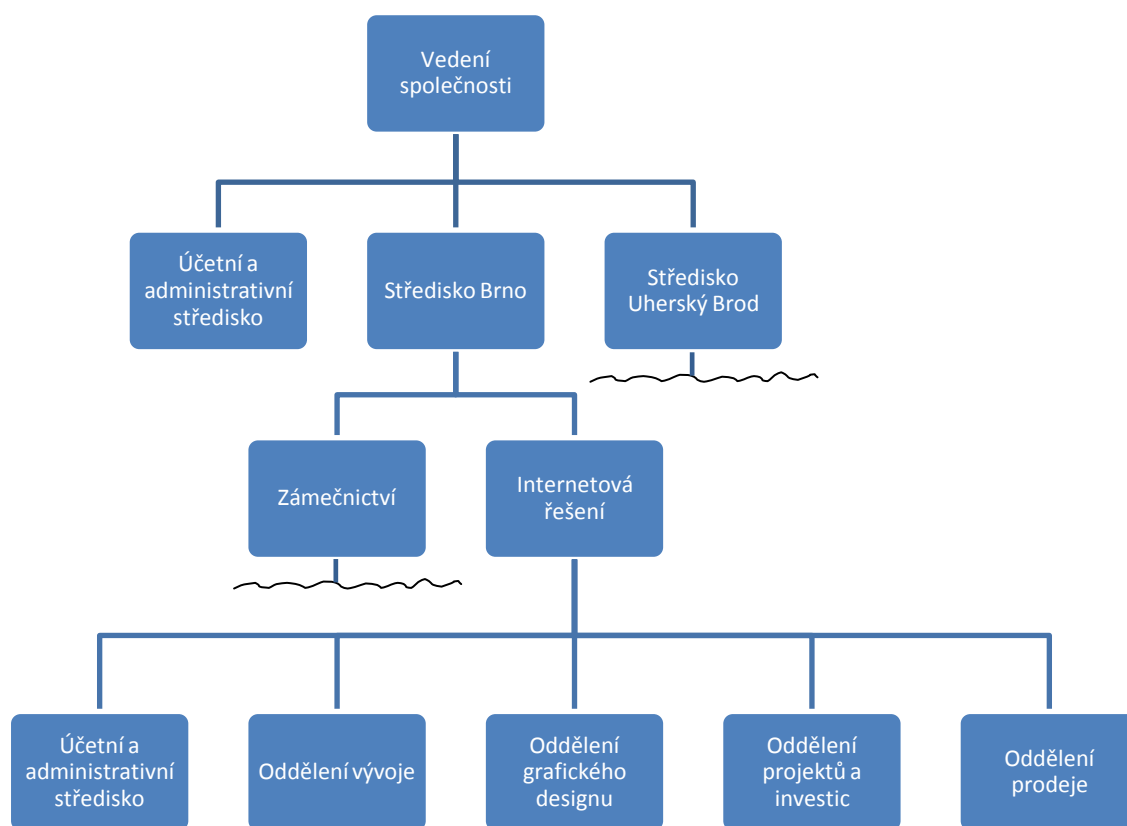 Vedení
společnosti
Účetní a
administrativní
středisko
Středisko Brno
Středisko
Uherský Brod
Zámečnictví
Internetová
řešení
Účetní a
administrativní
středisko
Oddělení vývoje
Oddělení
grafického
designu
Oddělení
projektů a
investic
Oddělení
prodeje